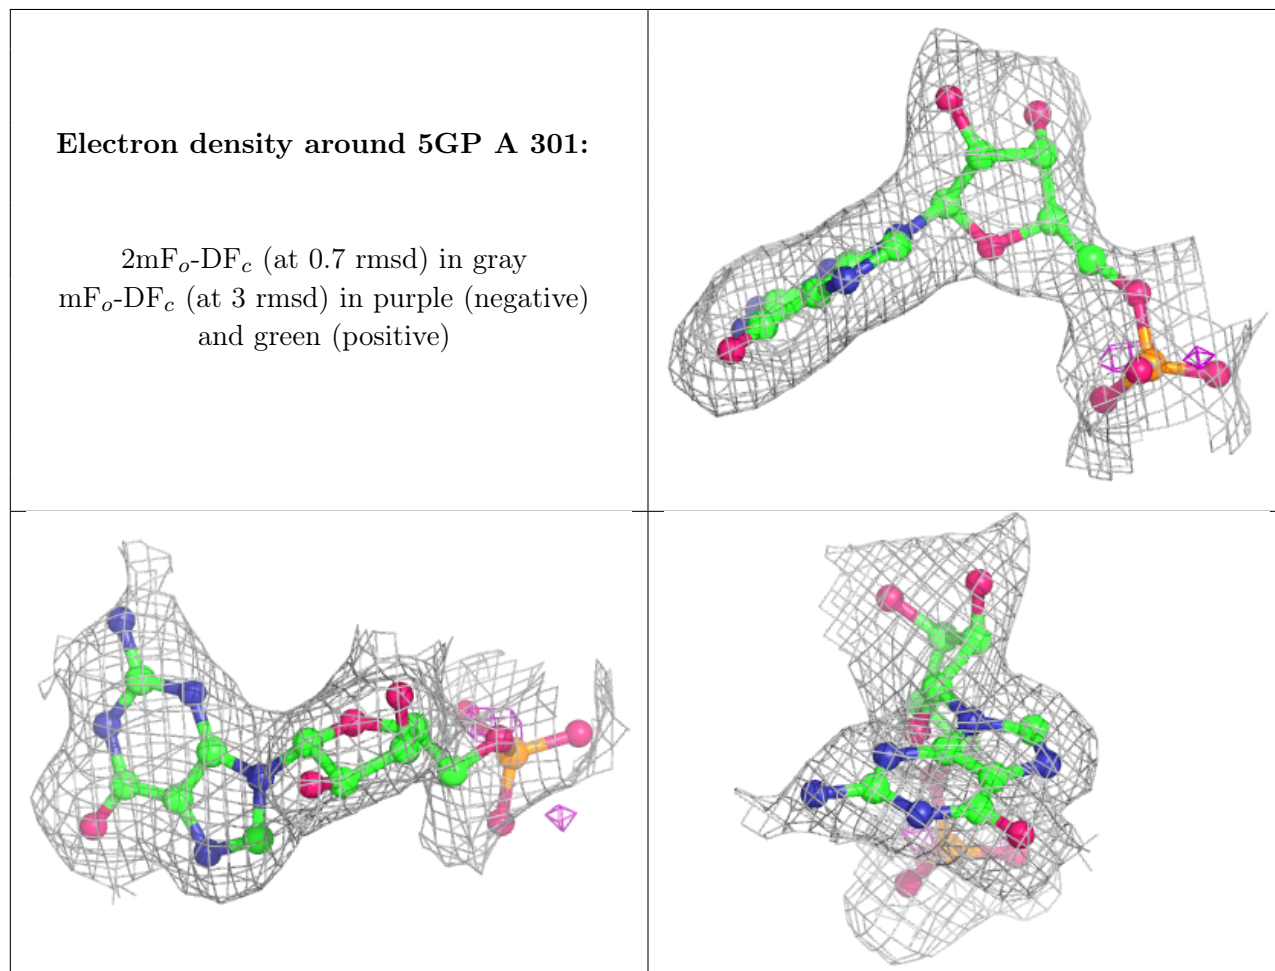 Electron density around 5GP A 301:
2mFₒ-DF𝒸 (at 0.7 rmsd) in gray
mFₒ-DF𝒸 (at 3 rmsd) in purple (negative)
and green (positive)